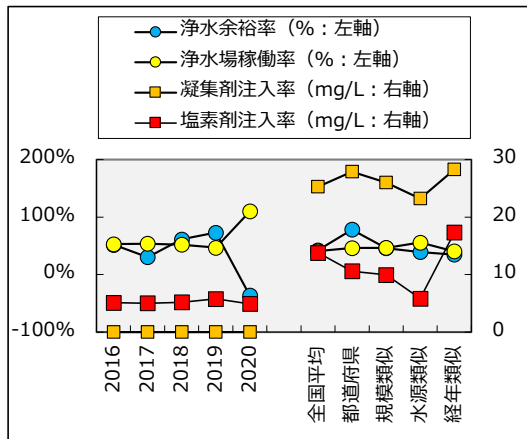 浄水余裕率（%：左軸）
浄水場稼働率（%：左軸）
凝集剤注入率（mg/L：右軸）
塩素剤注入率（mg/L：右軸）
200%
100%
0%
-100%
30
20
10
0
2016
2017
2018
2019
2020
全国平均
都道府県
規模類似
水源類似
経年類似